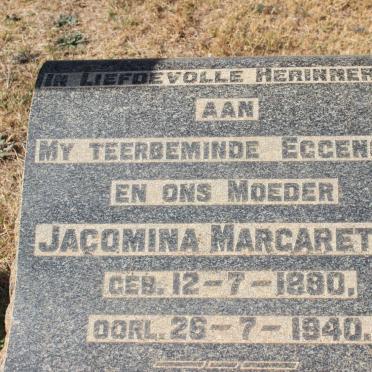 IN LIEFDEVOLLE HERINNER
AAN
MY TEERBEMINDE EGGENO
EN ONS MOEDER
JACOMINA MARGARET
GEB. 12-7-1880,
OORL. 26-7-1940.